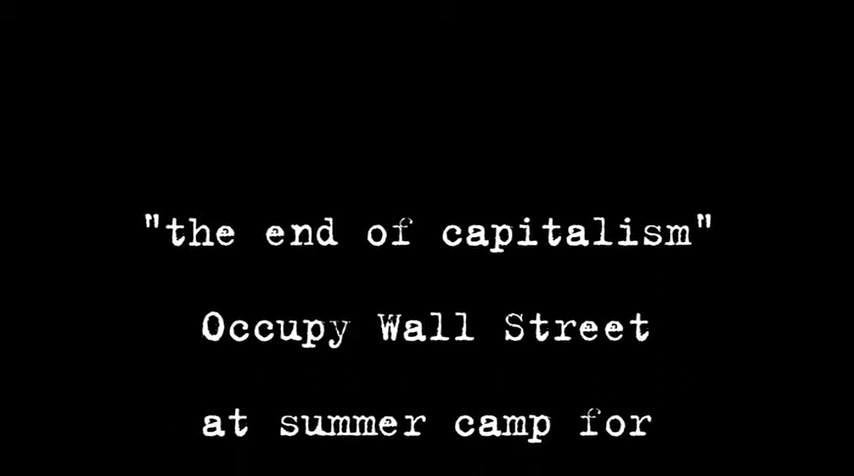 "the end of capitalism"
Occupy Wall Street
at summer camp for